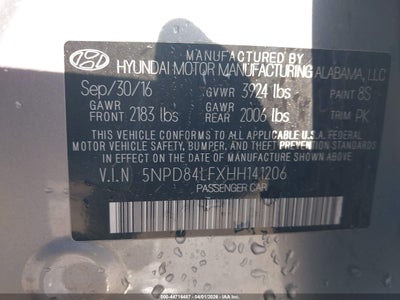 MANUFACTURED BY
HYUNDAI MOTOR MANUFACTURING ALABAMA, LLC
Sep/30/16 GVWR 3924 lbs PAINT 8S
GAWR FRONT 2183 lbs GAWR REAR 2003 lbs TRIM PK
THIS VEHICLE CONFORMS TO ALL APPLICABLE U.S.A. FEDERAL
MOTOR VEHICLE SAFETY, BUMPER, AND THEFT PREVENTION STANDARDS
IN EFFECT ON THE DATE OF MANUFACTURE SHOWN ABOVE.
V.I.N 5NPD84LFXHH141206
PASSENGER CAR